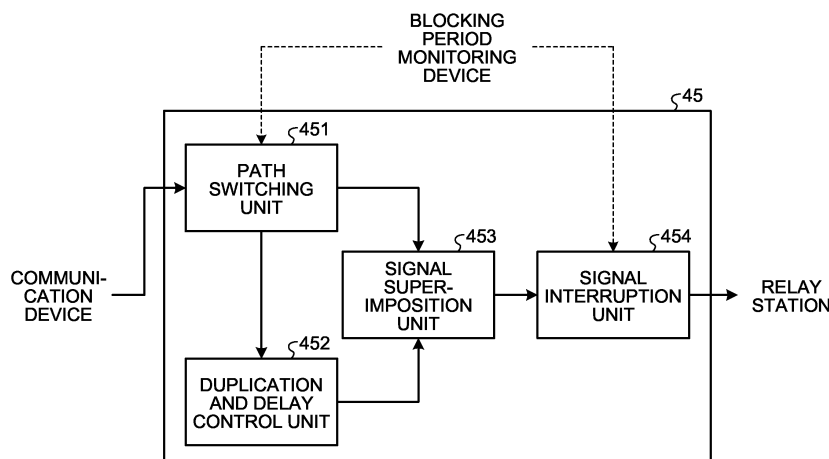 BLOCKING
PERIOD
MONITORING
DEVICE
45
451
PATH
SWITCHING
UNIT
453
SIGNAL
SUPER-
IMPOSITION
UNIT
454
SIGNAL
INTERRUPTION
UNIT
COMMUNI-
CATION
DEVICE
RELAY
STATION
452
DUPLICATION
AND DELAY
CONTROL UNIT